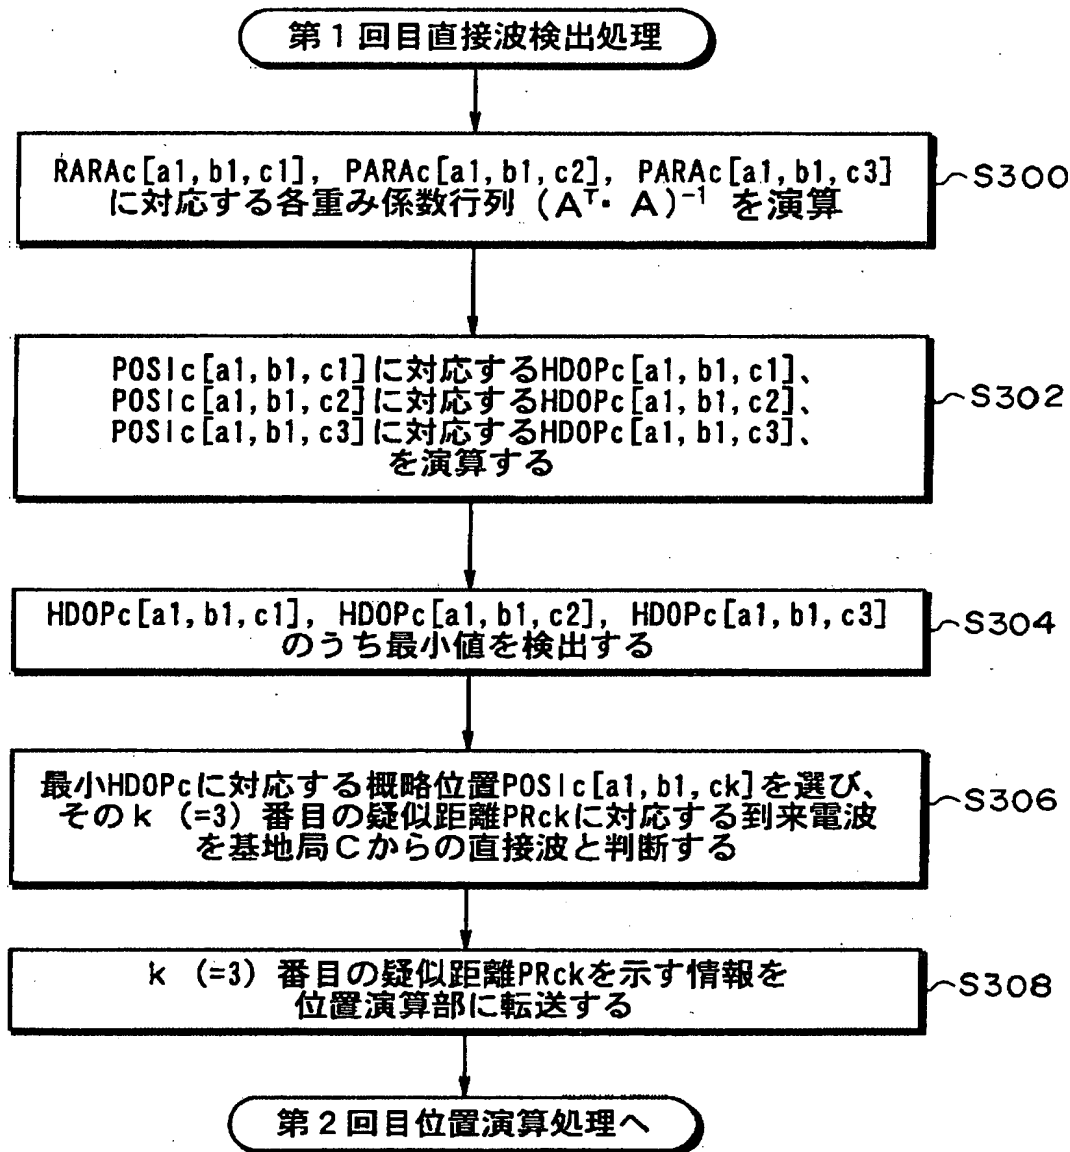 第1回目直接波検出処理
RARAc[a1, b1, c1], PARAc[a1, b1, c2], PARAc[a1, b1, c3]
に対応する各重み係数行列 (Aᵀ・A)⁻¹ を演算
S300
POSIc[a1, b1, c1]に対応するHDOPc[a1, b1, c1]、
POSIc[a1, b1, c2]に対応するHDOPc[a1, b1, c2]、
POSIc[a1, b1, c3]に対応するHDOPc[a1, b1, c3]、
を演算する
S302
HDOPc[a1, b1, c1], HDOPc[a1, b1, c2], HDOPc[a1, b1, c3]
のうち最小値を検出する
S304
最小HDOPcに対応する概略位置POSIc[a1, b1, ck]を選び、
そのk (=3) 番目の疑似距離PRckに対応する到来電波
を基地局Cからの直接波と判断する
S306
k (=3) 番目の疑似距離PRckを示す情報を
位置演算部に転送する
S308
第2回目位置演算処理へ